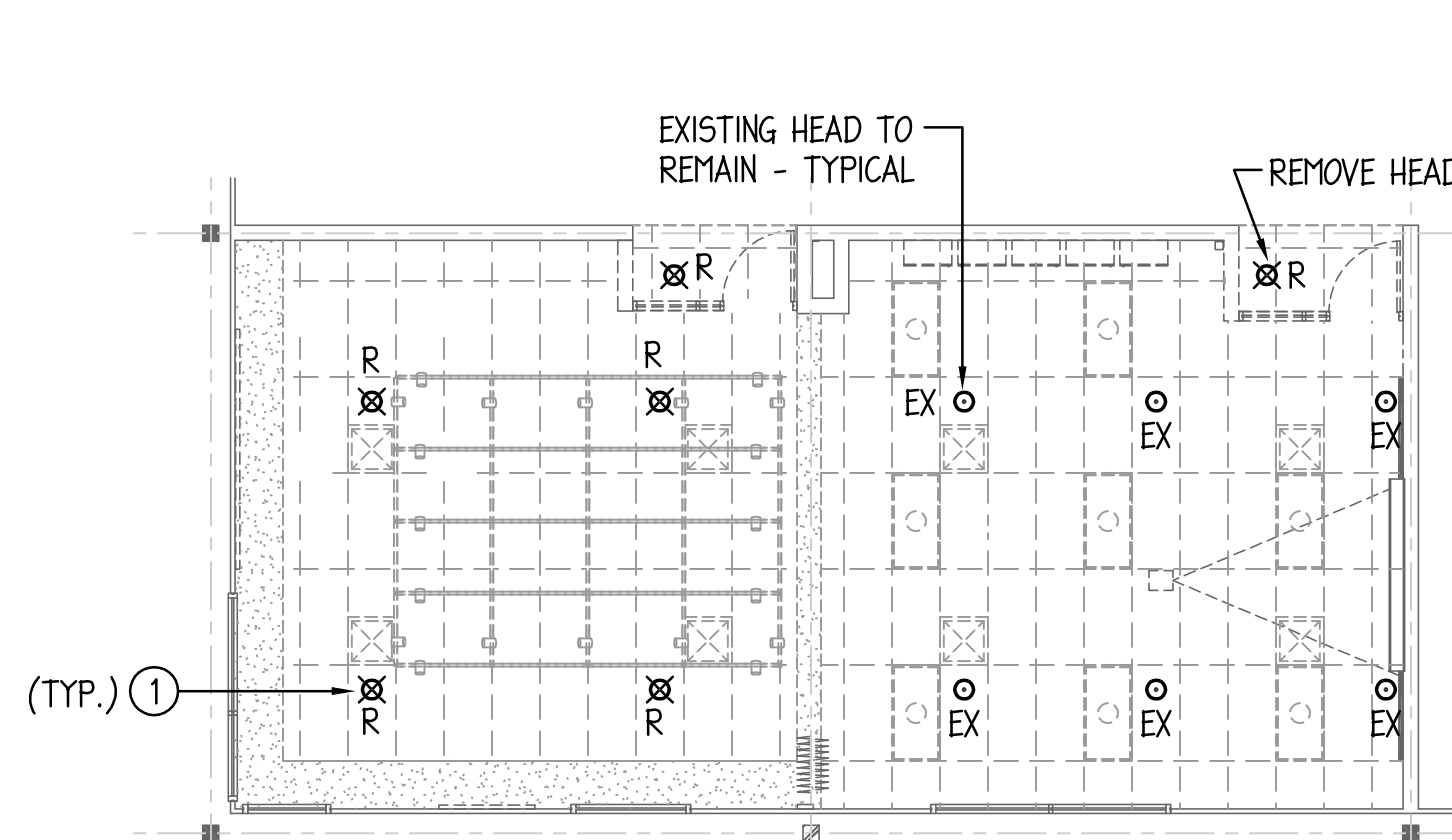 EXISTING HEAD TO
REMAIN - TYPICAL
REMOVE HEAD
R
R
R
R
EX
EX
EX
(TYP.) 1
R
R
EX
EX
EX